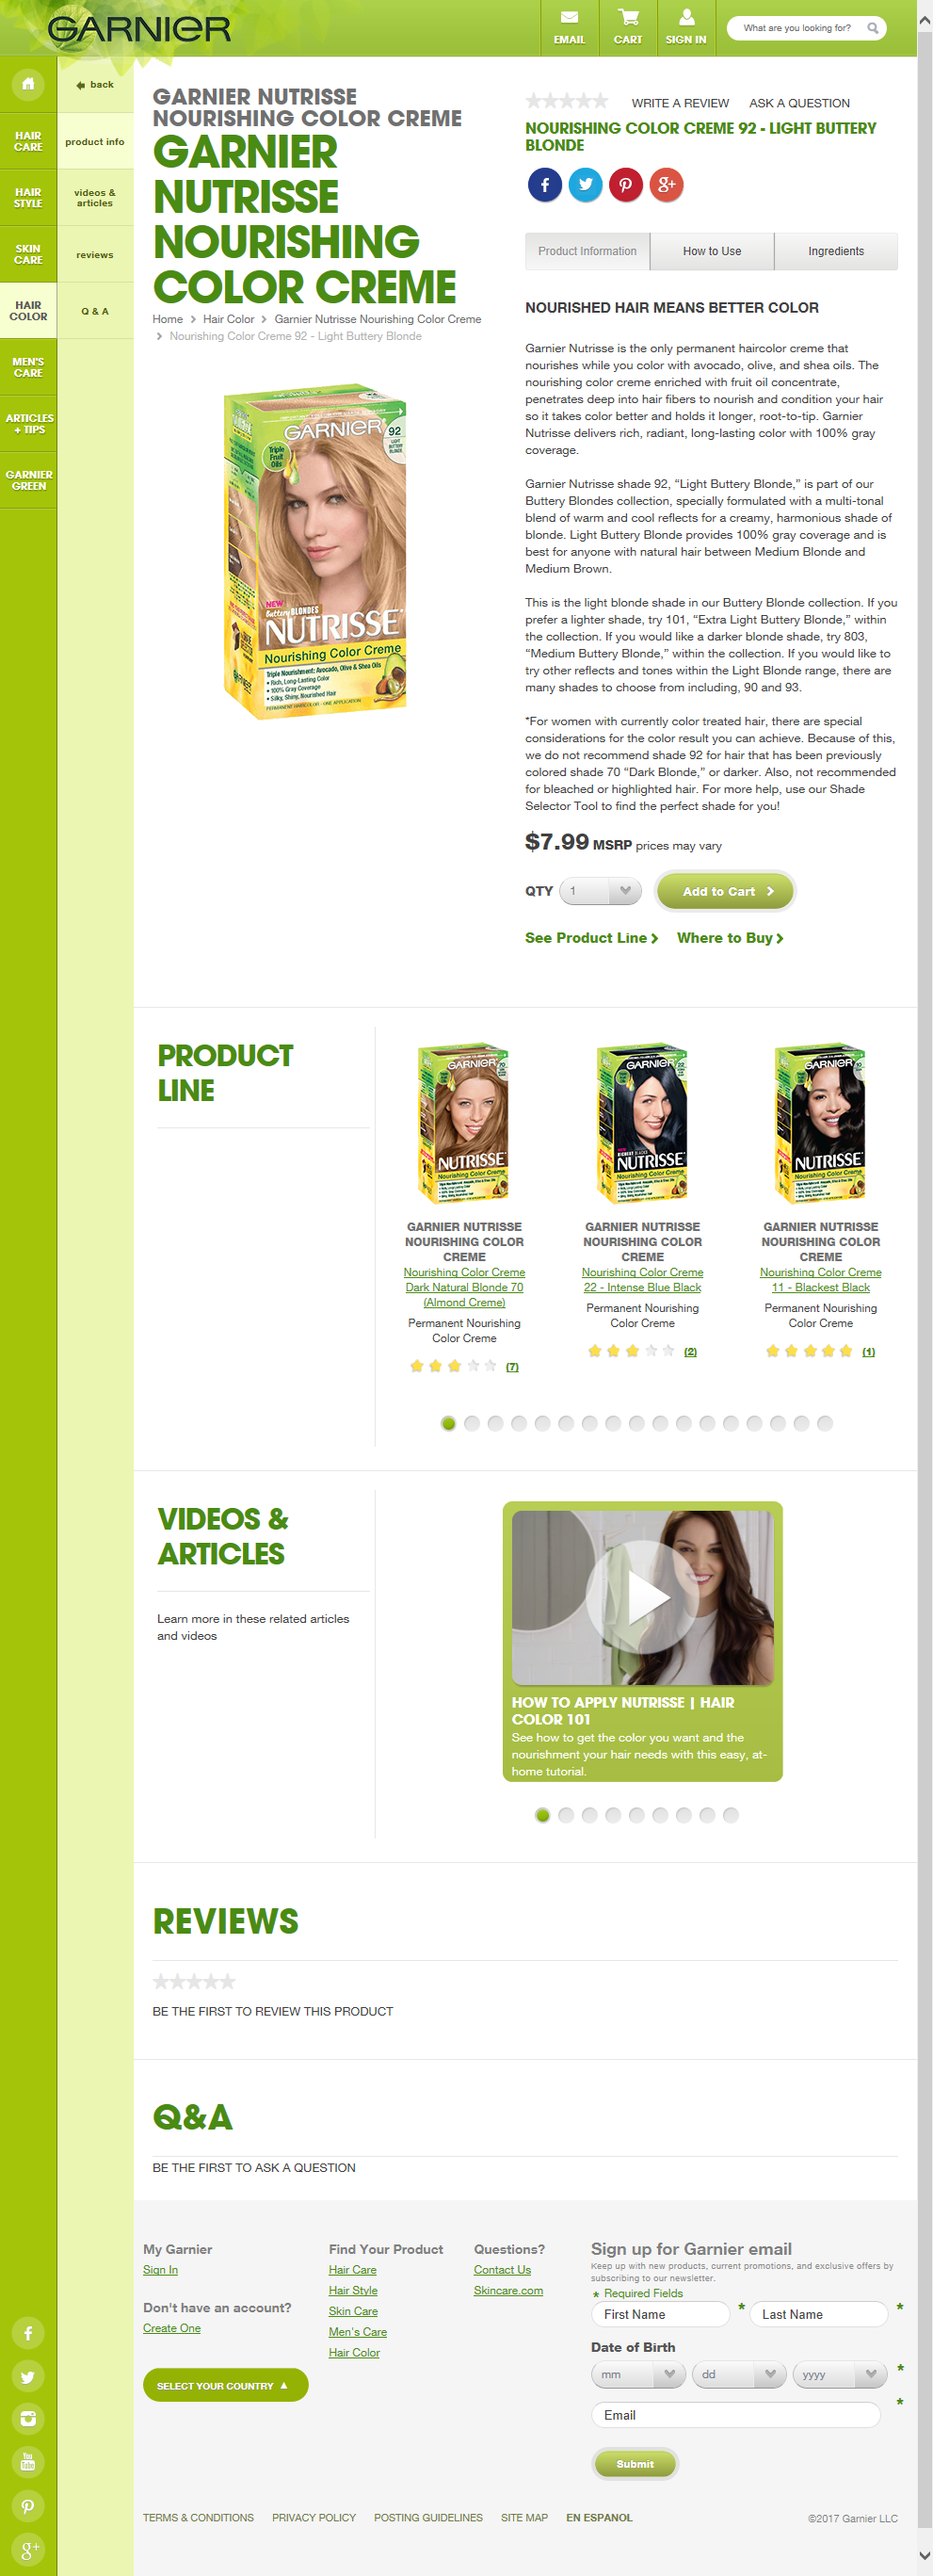 GARNIER
EMAIL
CART
SIGN IN
What are you looking for?
back
product info
videos &
articles
reviews
Q & A
HAIR
CARE
HAIR
STYLE
SKIN
CARE
HAIR
COLOR
MEN'S
CARE
ARTICLES
+ TIPS
GARNIER
GREEN
GARNIER NUTRISSE
NOURISHING COLOR CREME
GARNIER
NUTRISSE
NOURISHING
COLOR CREME
Home > Hair Color > Garnier Nutrisse Nourishing Color Creme
> Nourishing Color Creme 92 - Light Buttery Blonde
GARNIER
92
LIGHT
BUTTERY
BLONDE
Triple
Fruit
Oils
NEW
Buttery BLONDES
NUTRISSE
Nourishing Color Creme
Triple Nourishment: Avocado, Olive & Shea Oils
• Rich, Long-Lasting Color
• 100% Gray Coverage
• Silky, Shiny, Nourished Hair
PERMANENT HAIRCOLOR - ONE APPLICATION
WRITE A REVIEW
ASK A QUESTION
NOURISHING COLOR CREME 92 - LIGHT BUTTERY
BLONDE
Product Information
How to Use
Ingredients
NOURISHED HAIR MEANS BETTER COLOR
Garnier Nutrisse is the only permanent haircolor creme that
nourishes while you color with avocado, olive, and shea oils. The
nourishing color creme enriched with fruit oil concentrate,
penetrates deep into hair fibers to nourish and condition your hair
so it takes color better and holds it longer, root-to-tip. Garnier
Nutrisse delivers rich, radiant, long-lasting color with 100% gray
coverage.
Garnier Nutrisse shade 92, “Light Buttery Blonde,” is part of our
Buttery Blondes collection, specially formulated with a multi-tonal
blend of warm and cool reflects for a creamy, harmonious shade of
blonde. Light Buttery Blonde provides 100% gray coverage and is
best for anyone with natural hair between Medium Blonde and
Medium Brown.
This is the light blonde shade in our Buttery Blonde collection. If you
prefer a lighter shade, try 101, “Extra Light Buttery Blonde,” within
the collection. If you would like a darker blonde shade, try 803,
“Medium Buttery Blonde,” within the collection. If you would like to
try other reflects and tones within the Light Blonde range, there are
many shades to choose from including, 90 and 93.
*For women with currently color treated hair, there are special
considerations for the color result you can achieve. Because of this,
we do not recommend shade 92 for hair that has been previously
colored shade 70 “Dark Blonde,” or darker. Also, not recommended
for bleached or highlighted hair. For more help, use our Shade
Selector Tool to find the perfect shade for you!
$7.99 MSRP prices may vary
QTY 1 Add to Cart >
See Product Line > Where to Buy >
PRODUCT
LINE
GARNIER
NUTRISSE
Nourishing Color Creme
GARNIER
NUTRISSE
Nourishing Color Creme
GARNIER
NUTRISSE
Nourishing Color Creme
GARNIER NUTRISSE
NOURISHING COLOR
CREME
Nourishing Color Creme
Dark Natural Blonde 70
(Almond Creme)
Permanent Nourishing
Color Creme
(7)
GARNIER NUTRISSE
NOURISHING COLOR
CREME
Nourishing Color Creme
22 - Intense Blue Black
Permanent Nourishing
Color Creme
(2)
GARNIER NUTRISSE
NOURISHING COLOR
CREME
Nourishing Color Creme
11 - Blackest Black
Permanent Nourishing
Color Creme
(1)
VIDEOS &
ARTICLES
Learn more in these related articles
and videos
HOW TO APPLY NUTRISSE | HAIR
COLOR 101
See how to get the color you want and the
nourishment your hair needs with this easy, at-
home tutorial.
REVIEWS
BE THE FIRST TO REVIEW THIS PRODUCT
Q&A
BE THE FIRST TO ASK A QUESTION
My Garnier
Sign In
Don't have an account?
Create One
SELECT YOUR COUNTRY
Find Your Product
Hair Care
Hair Style
Skin Care
Men's Care
Hair Color
Questions?
Contact Us
Skincare.com
Sign up for Garnier email
Keep up with new products, current promotions, and exclusive offers by
subscribing to our newsletter.
* Required Fields
First Name * Last Name *
Date of Birth
mm dd yyyy *
Email *
Submit
You
Tube
TERMS & CONDITIONS PRIVACY POLICY POSTING GUIDELINES SITE MAP EN ESPANOL
©2017 Garnier LLC